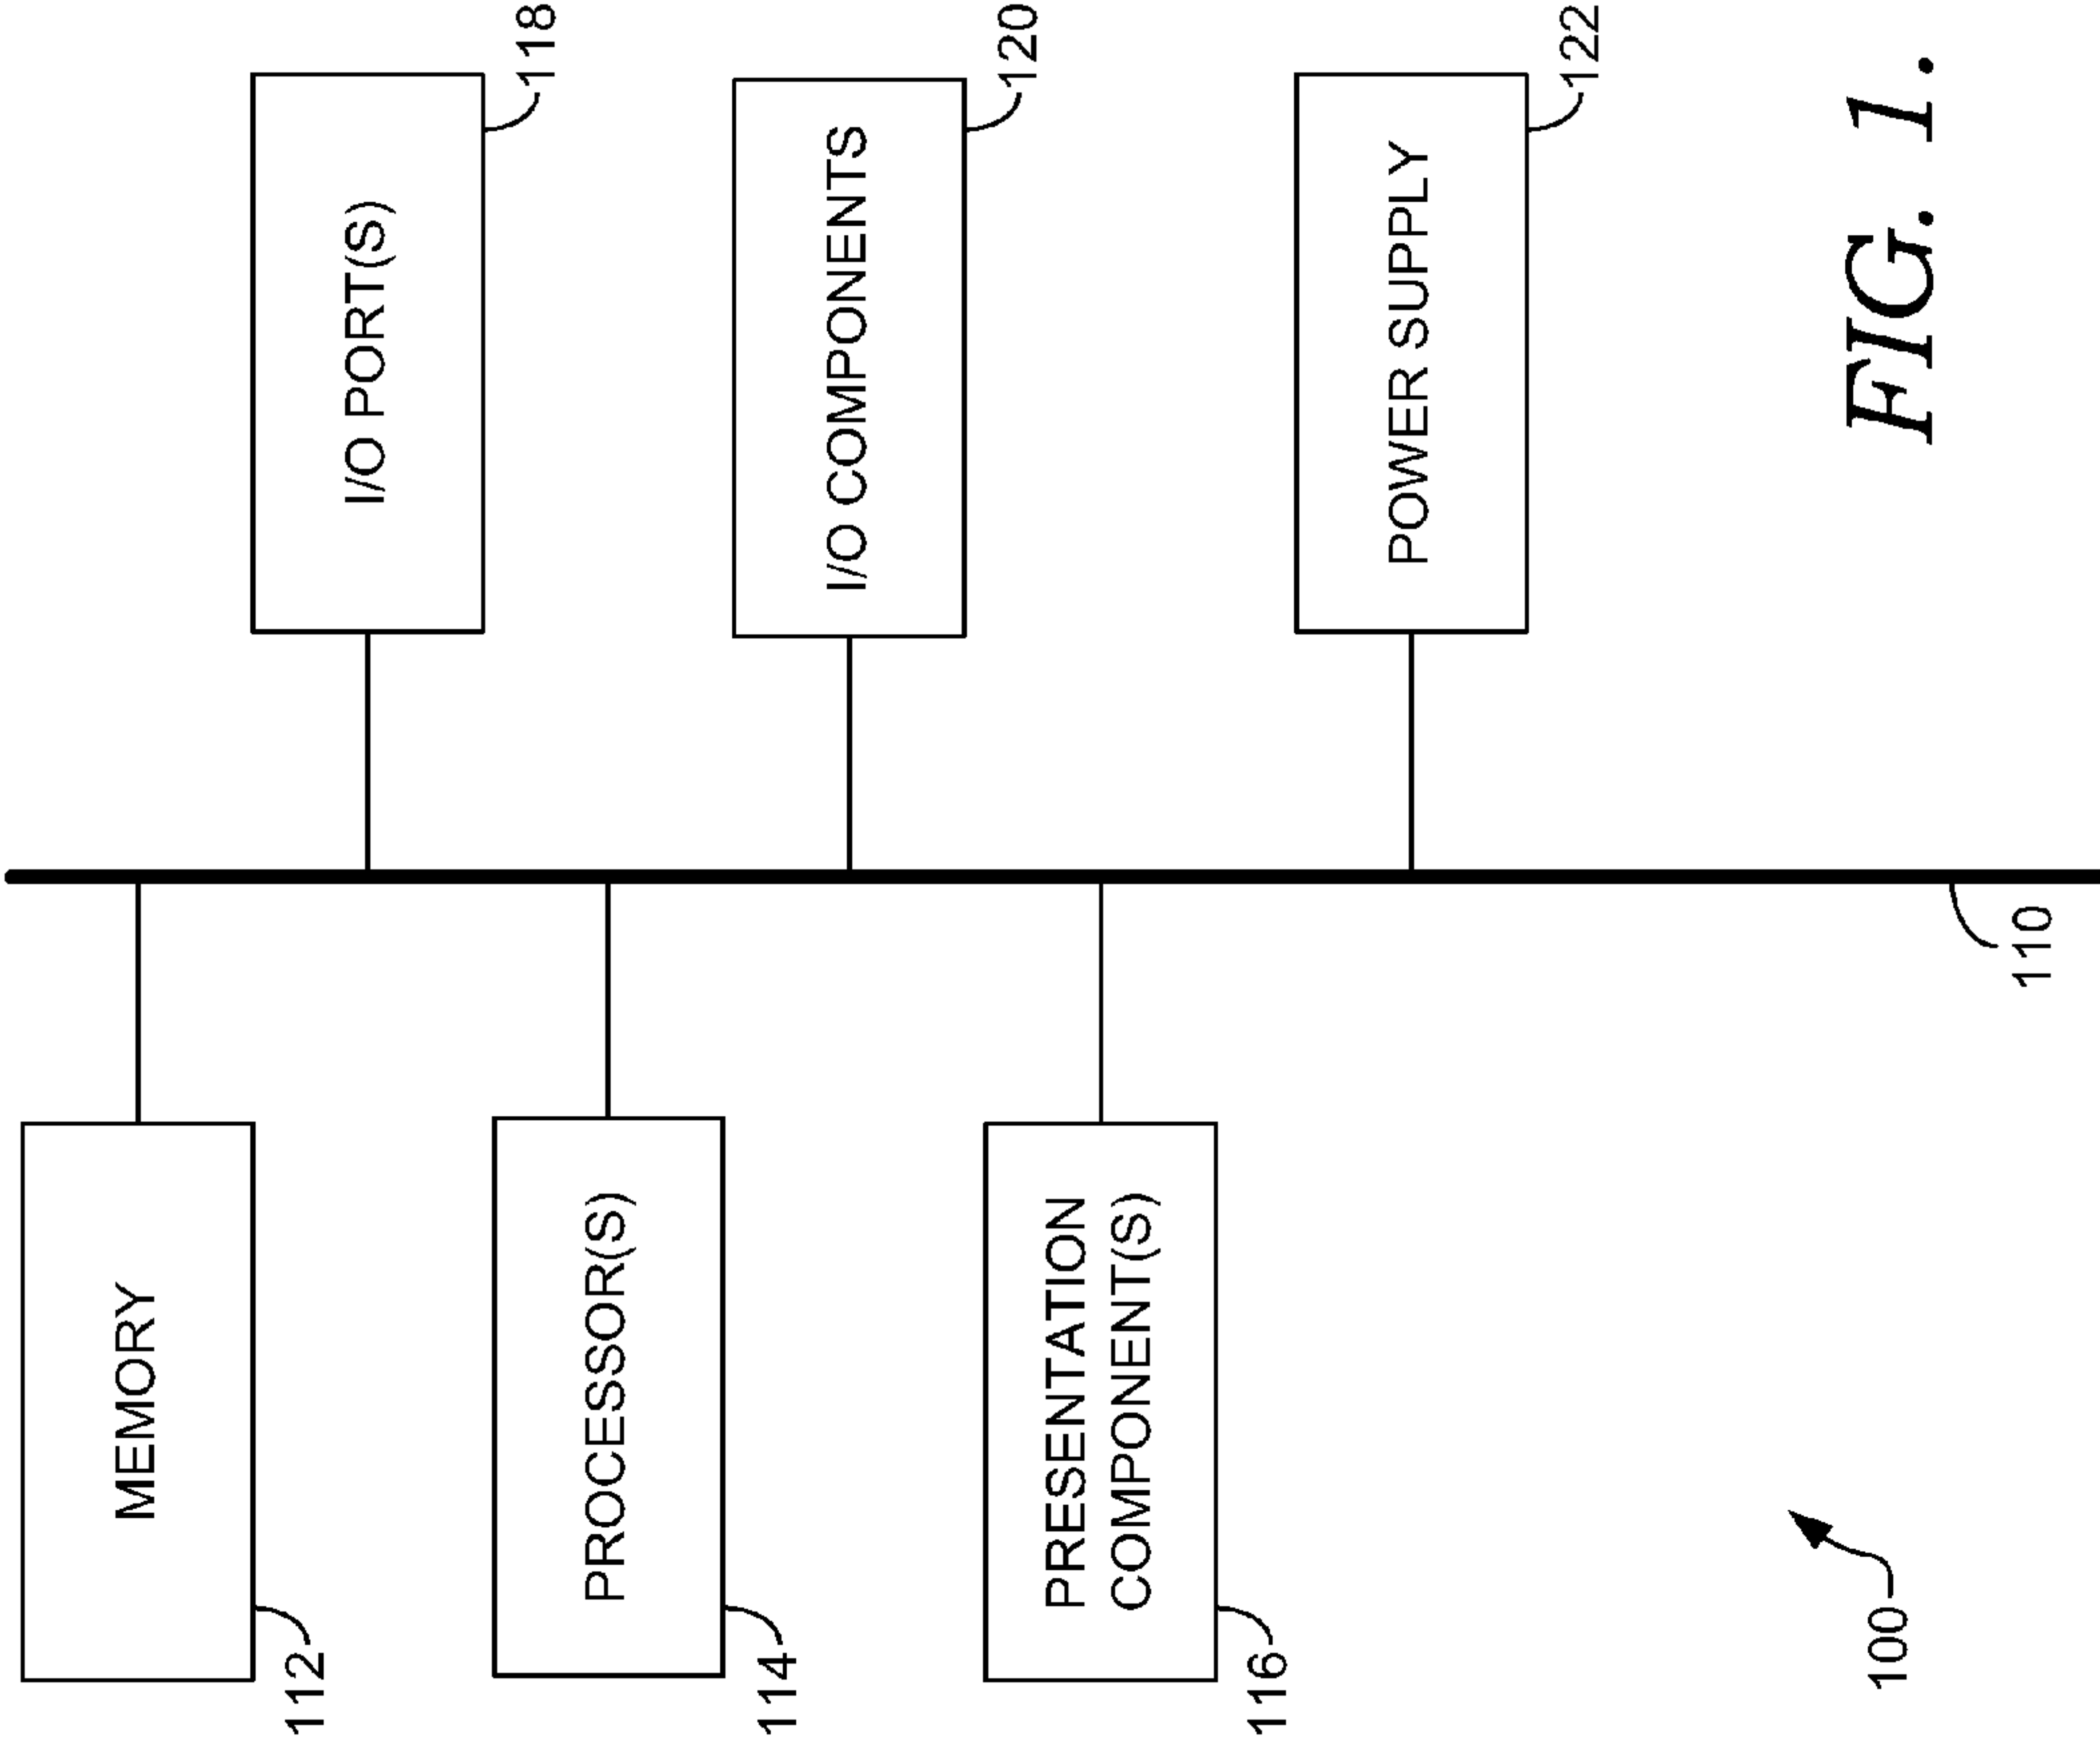 MEMORY
112
I/O PORT(S)
118
PROCESSOR(S)
114
I/O COMPONENTS
120
PRESENTATION
COMPONENT(S)
116
POWER SUPPLY
122
110
100
FIG. 1.